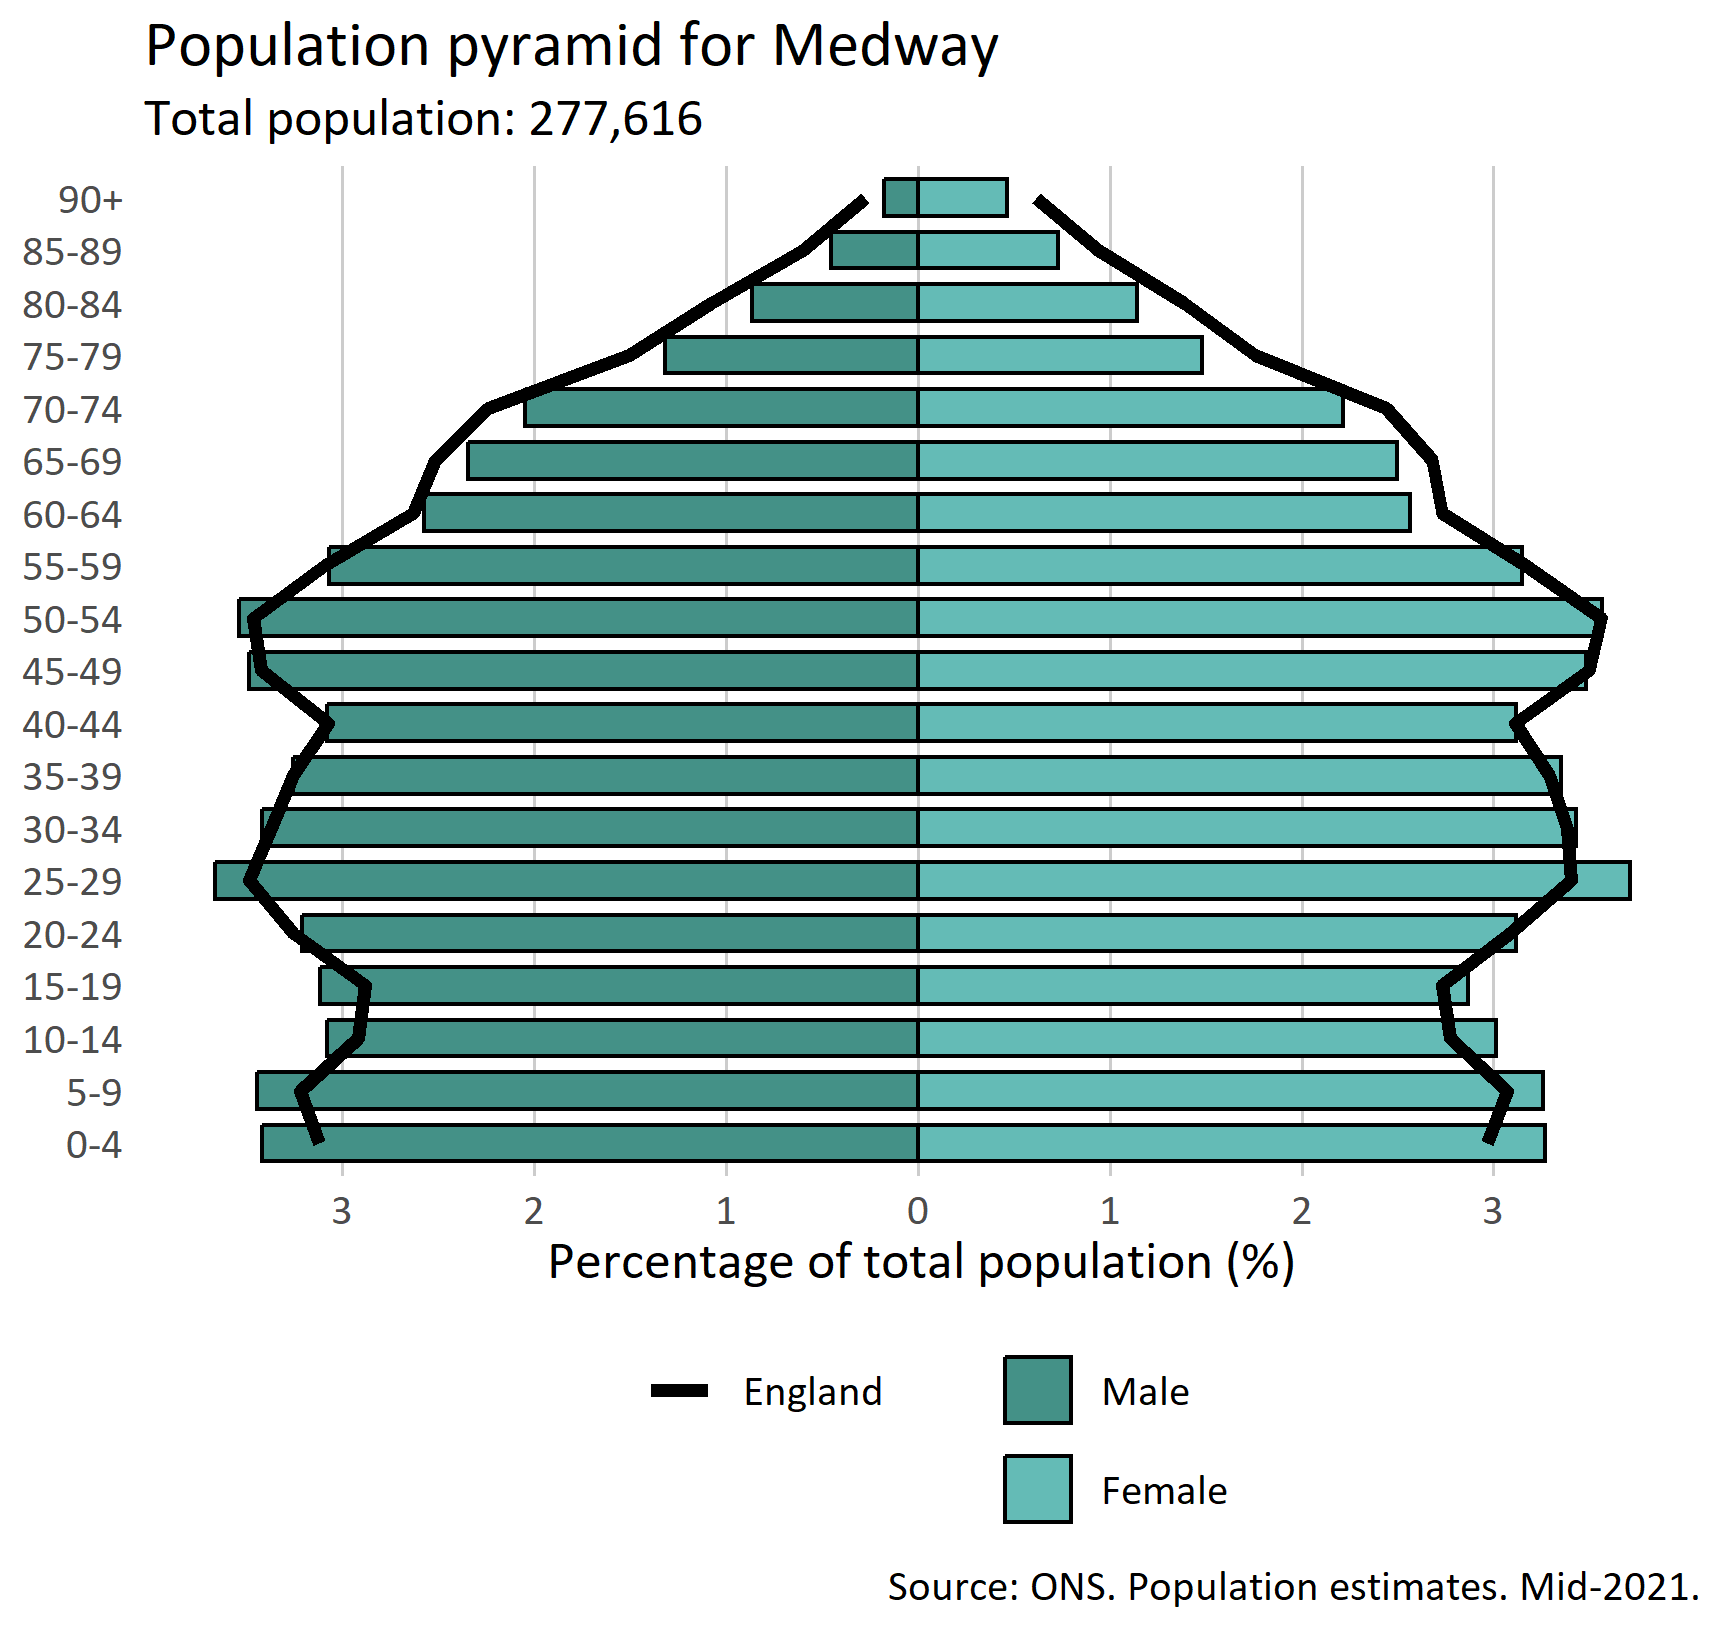 Population pyramid for Medway
Total population: 277,616
90+
85-89
80-84
75-79
70-74
65-69
60-64
55-59
50-54
45-49
40-44
35-39
30-34
25-29
20-24
15-19
10-14
5-9
0-4
3 2 1 0 1 2 3
Percentage of total population (%)
England
Male
Female
Source: ONS. Population estimates. Mid-2021.